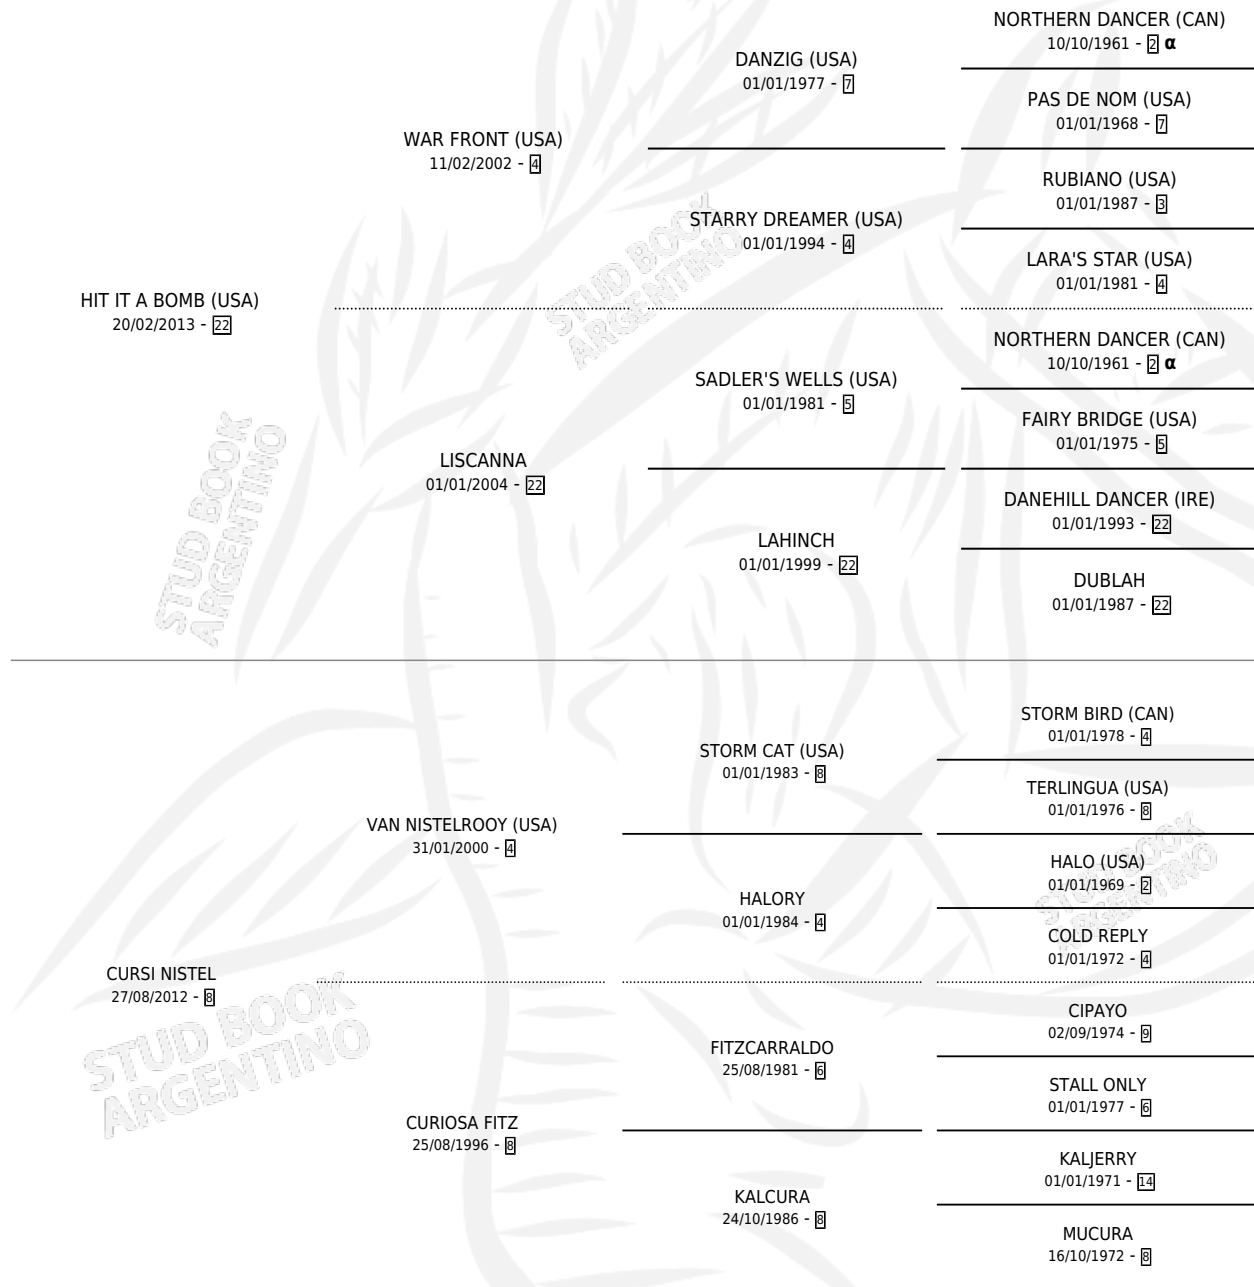 NORTHERN DANCER (CAN)
10/10/1961 - 2 α
DANZIG (USA)
01/01/1977 - 7
PAS DE NOM (USA)
01/01/1968 - 7
WAR FRONT (USA)
11/02/2002 - 4
RUBIANO (USA)
01/01/1987 - 3
STARRY DREAMER (USA)
01/01/1994 - 4
LARA'S STAR (USA)
01/01/1981 - 4
HIT IT A BOMB (USA)
20/02/2013 - 22
NORTHERN DANCER (CAN)
10/10/1961 - 2 α
SADLER'S WELLS (USA)
01/01/1981 - 5
FAIRY BRIDGE (USA)
01/01/1975 - 5
LISCANNA
01/01/2004 - 22
DANEHILL DANCER (IRE)
01/01/1993 - 22
LAHINCH
01/01/1999 - 22
DUBLAH
01/01/1987 - 22
STORM BIRD (CAN)
01/01/1978 - 4
STORM CAT (USA)
01/01/1983 - 8
TERLINGUA (USA)
01/01/1976 - 8
VAN NISTELROOY (USA)
31/01/2000 - 4
HALO (USA)
01/01/1969 - 2
HALORY
01/01/1984 - 4
COLD REPLY
01/01/1972 - 4
CURSI NISTEL
27/08/2012 - 8
CIPAYO
02/09/1974 - 9
FITZCARRALDO
25/08/1981 - 6
STALL ONLY
01/01/1977 - 6
CURIOSA FITZ
25/08/1996 - 8
KALJERRY
01/01/1971 - 14
KALCURA
24/10/1986 - 8
MUCURA
16/10/1972 - 8
STUD BOOK
ARGENTINO
STUD BOOK
ARGENTINO
STUD BOOK
ARGENTINO
STUD BOOK
ARGENTINO